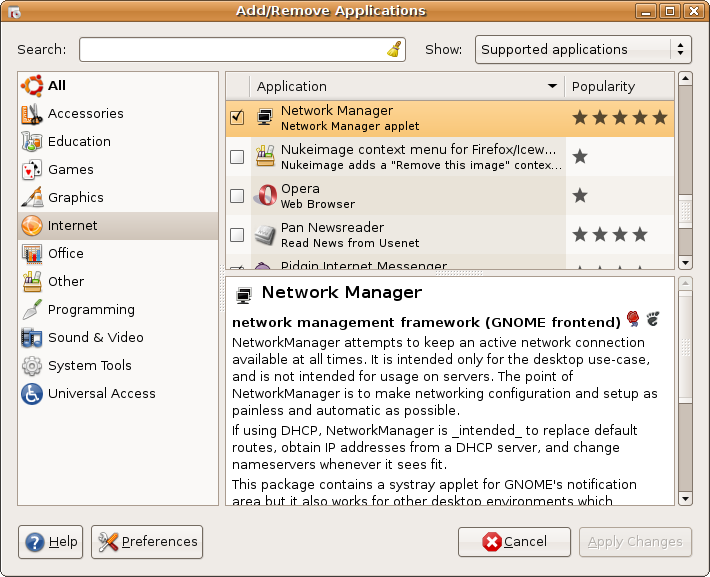 Add/Remove Applications
Search:
Show:
Supported applications
All
Accessories
Education
Games
Graphics
Internet
Office
Other
Programming
Sound & Video
System Tools
Universal Access
Application
Popularity
Network Manager
Network Manager applet
Nukeimage context menu for Firefox/Icew...
Nukeimage adds a "Remove this image" contex...
Opera
Web Browser
Pan Newsreader
Read News from Usenet
Pidgin Internet Messenger
Network Manager
network management framework (GNOME frontend)
NetworkManager attempts to keep an active network connection
available at all times. It is intended only for the desktop use-case,
and is not intended for usage on servers. The point of
NetworkManager is to make networking configuration and setup as
painless and automatic as possible.
If using DHCP, NetworkManager is _intended_ to replace default
routes, obtain IP addresses from a DHCP server, and change
nameservers whenever it sees fit.
This package contains a systray applet for GNOME's notification
area but it also works for other desktop environments which
Help
Preferences
Cancel
Apply Changes